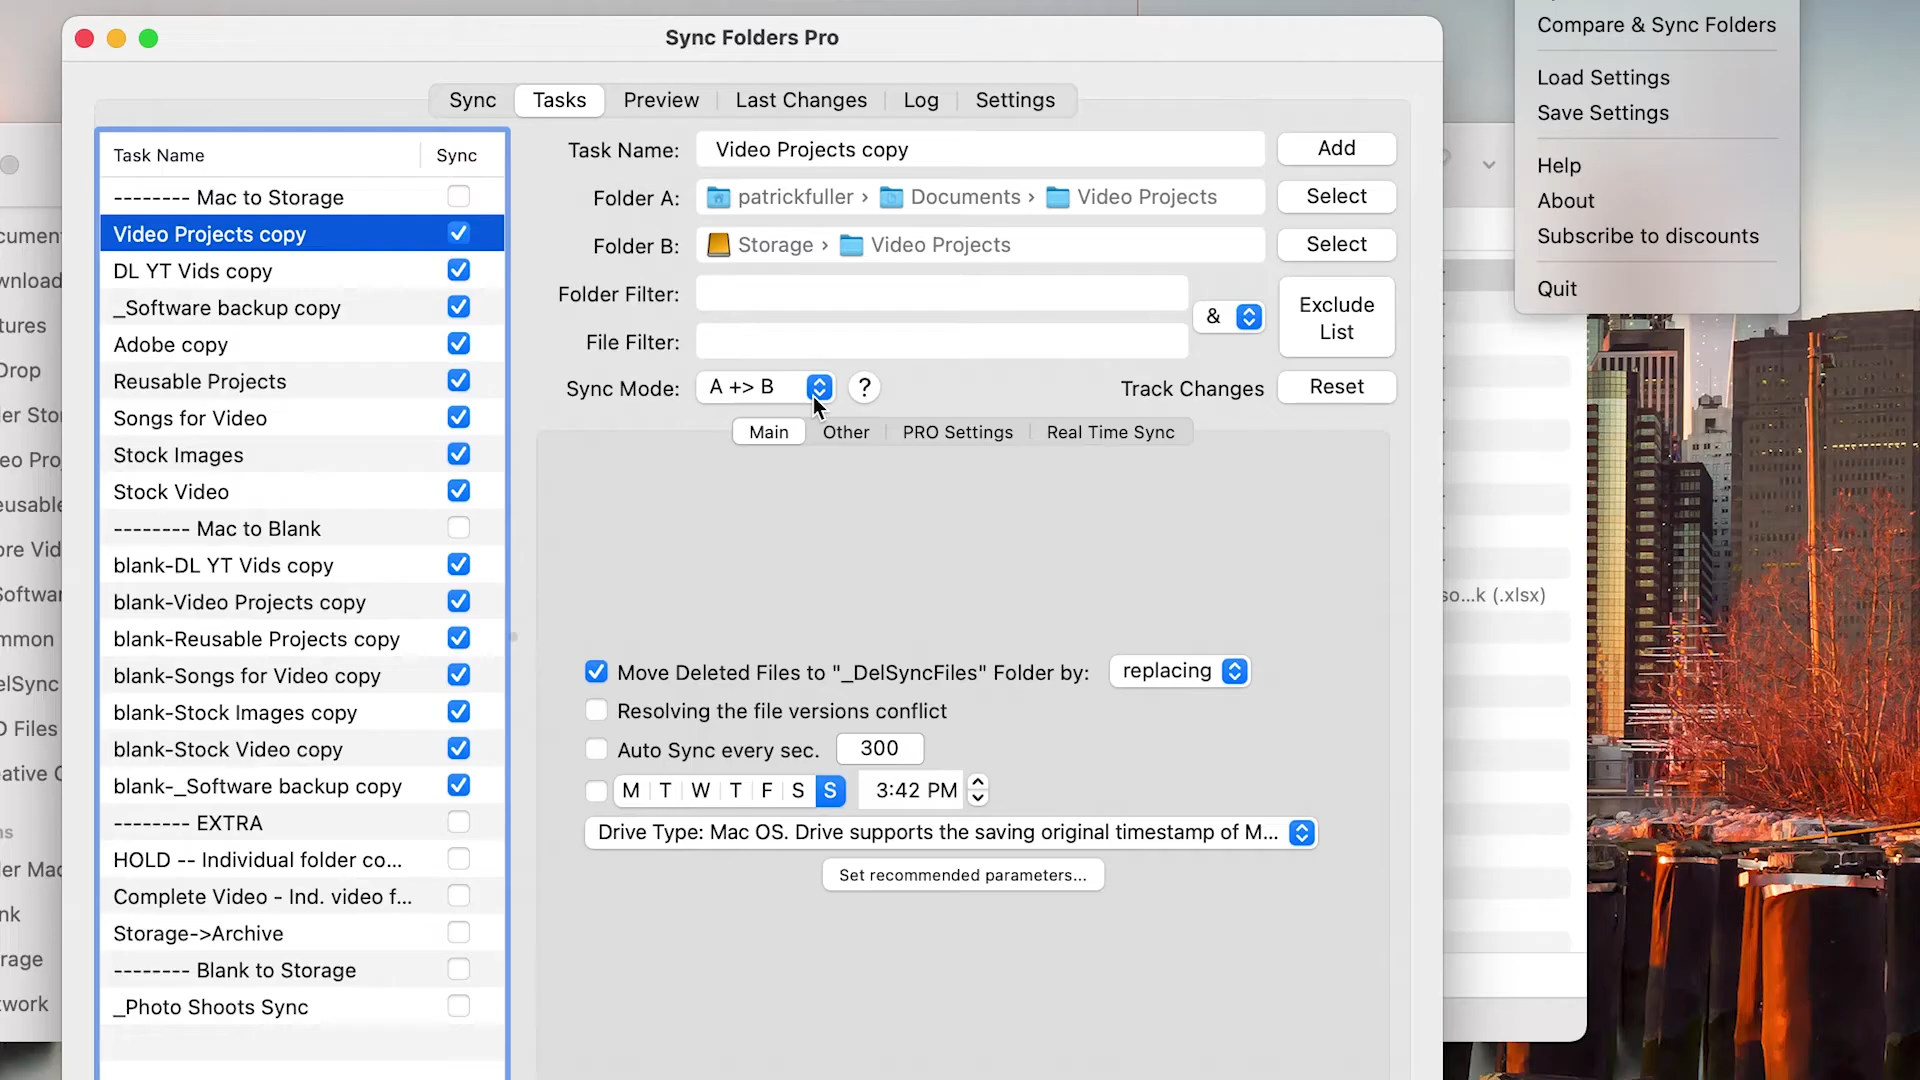 Sync Folders Pro
Compare & Sync Folders
Load Settings
Save Settings
Help
About
Subscribe to discounts
Quit
Sync
Tasks
Preview
Last Changes
Log
Settings
Task Name
Sync
-------- Mac to Storage
Video Projects copy
DL YT Vids copy
_Software backup copy
Adobe copy
Reusable Projects
Songs for Video
Stock Images
Stock Video
-------- Mac to Blank
blank-DL YT Vids copy
blank-Video Projects copy
blank-Reusable Projects copy
blank-Songs for Video copy
blank-Stock Images copy
blank-Stock Video copy
blank-_Software backup copy
-------- EXTRA
HOLD -- Individual folder co...
Complete Video - Ind. video f...
Storage->Archive
-------- Blank to Storage
_Photo Shoots Sync
Task Name: Video Projects copy
Add
Folder A: patrickfuller › Documents › Video Projects
Select
Folder B: Storage › Video Projects
Select
Folder Filter:
File Filter:
&
Exclude
List
Sync Mode: A +> B ?
Track Changes
Reset
Main
Other
PRO Settings
Real Time Sync
Move Deleted Files to "_DelSyncFiles" Folder by: replacing
Resolving the file versions conflict
Auto Sync every sec. 300
M T W T F S S 3:42 PM
Drive Type: Mac OS. Drive supports the saving original timestamp of M...
Set recommended parameters...
so...k (.xlsx)